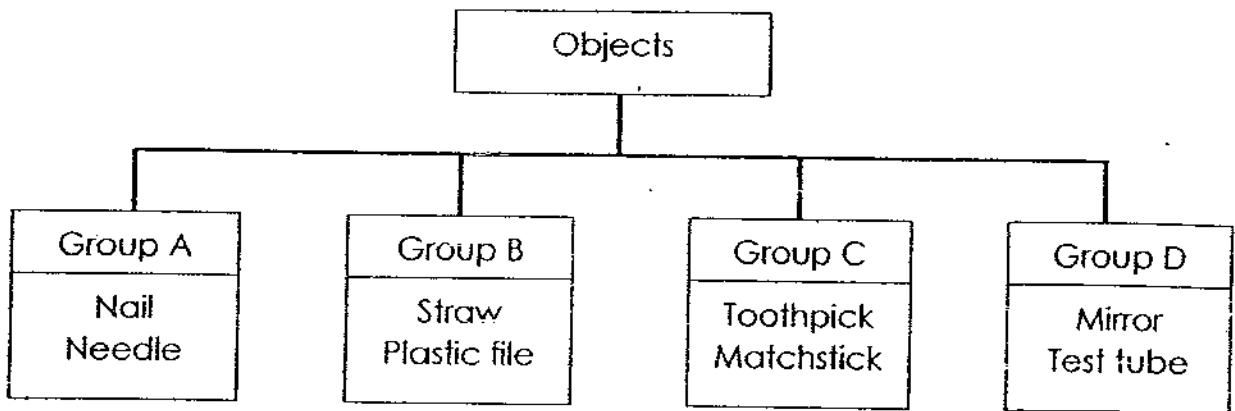 Objects
Group A
Nail
Needle
Group B
Straw
Plastic file
Group C
Toothpick
Matchstick
Group D
Mirror
Test tube